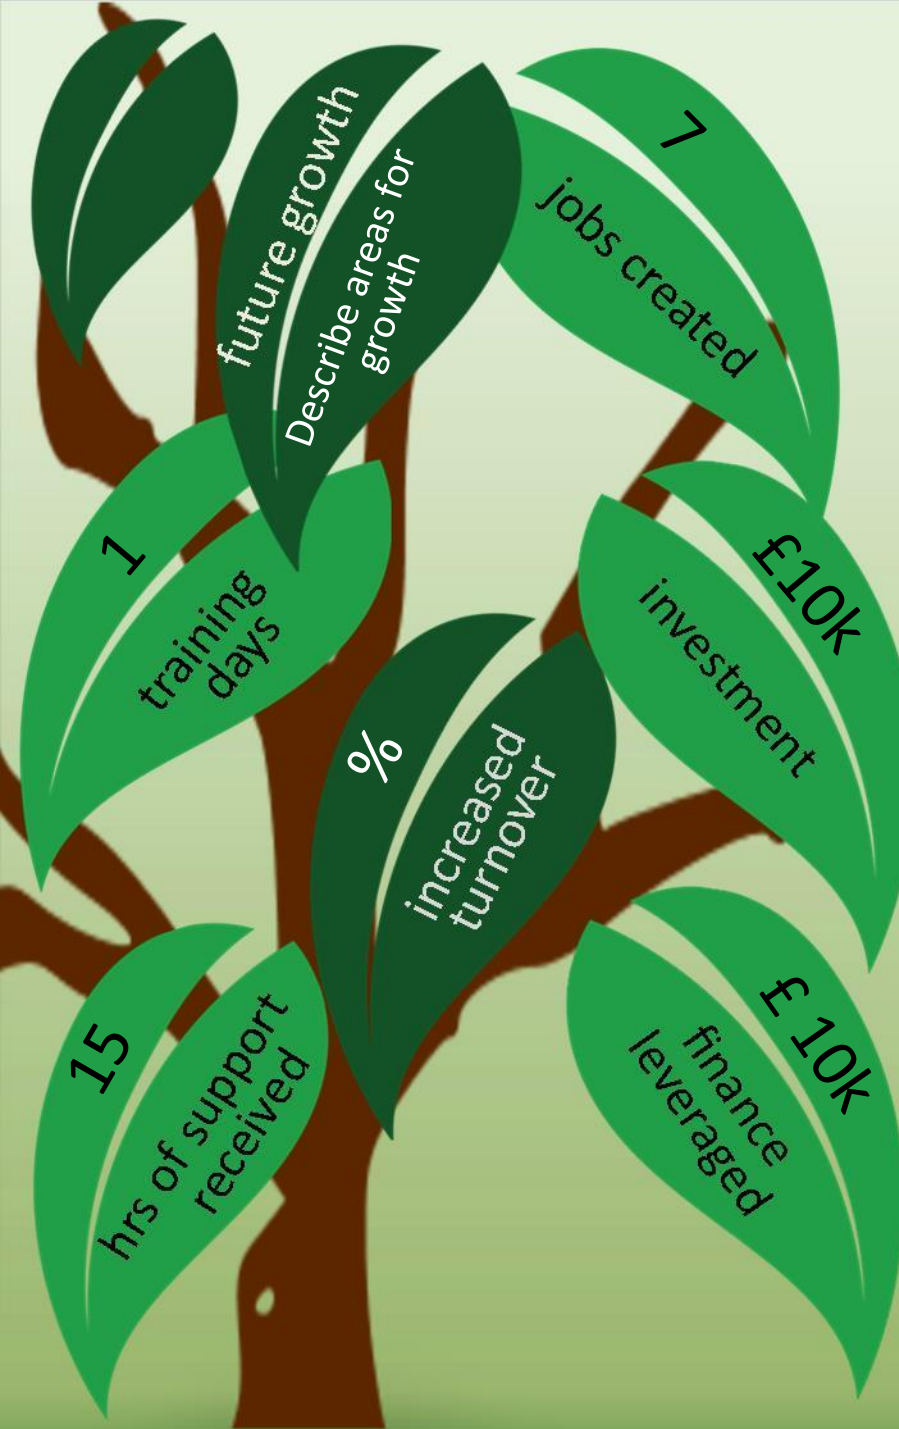 future growth
Describe areas for
growth
7
jobs created
1
training
days
£10k
investment
%
increased
turnover
15
hrs of support
received
£ 10k
finance
leveraged